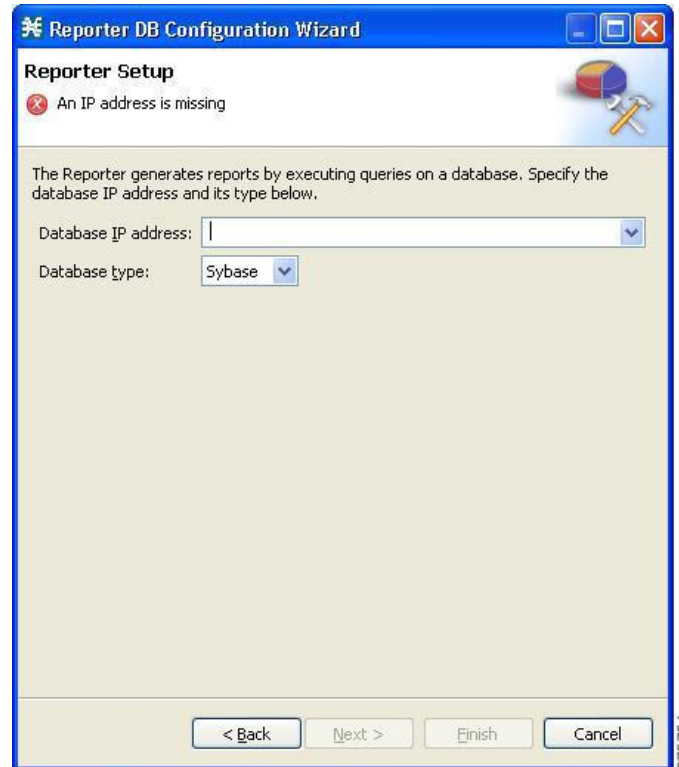 Reporter DB Configuration Wizard
Reporter Setup
An IP address is missing
The Reporter generates reports by executing queries on a database. Specify the
database IP address and its type below.
Database IP address:
Database type: Sybase
< Back Next > Finish Cancel